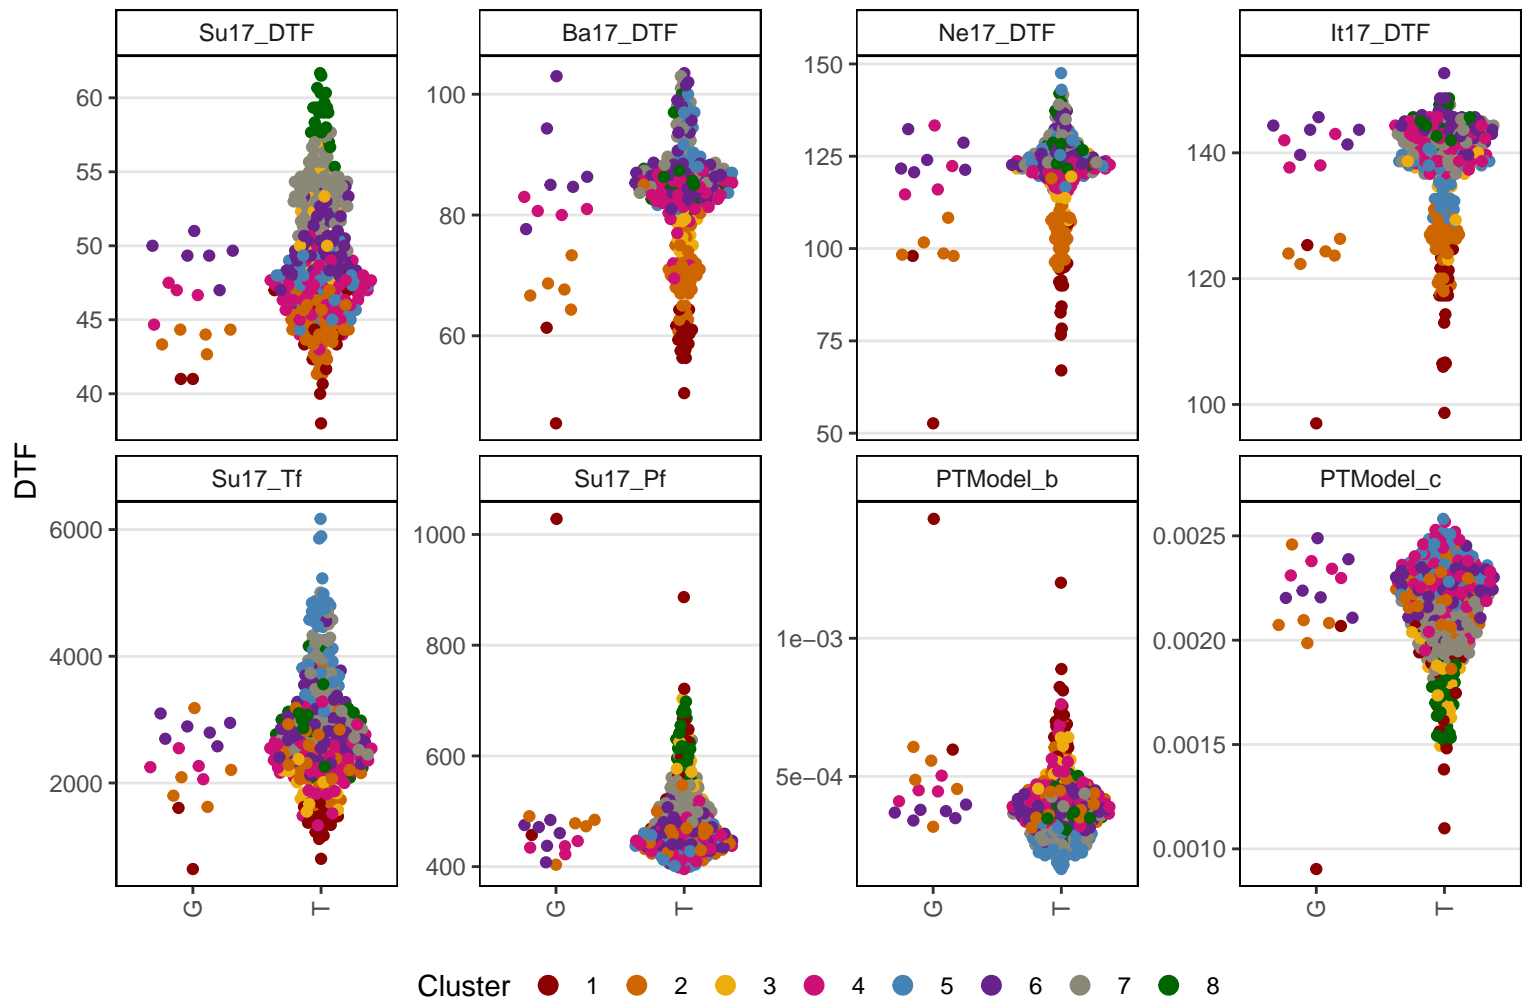 Su17_DTF Ba17_DTF Ne17_DTF It17_DTF
60 100 150 140
55 80 125 120
50 60 100 100
45 75
40 50
DTF
Su17_Tf Su17_Pf PTModel_b PTModel_c
6000 1000 1e−03 0.0025
4000 800 5e−04 0.0020
2000 600 0.0015
400 0.0010
G T G T G T G T
Cluster 1 2 3 4 5 6 7 8